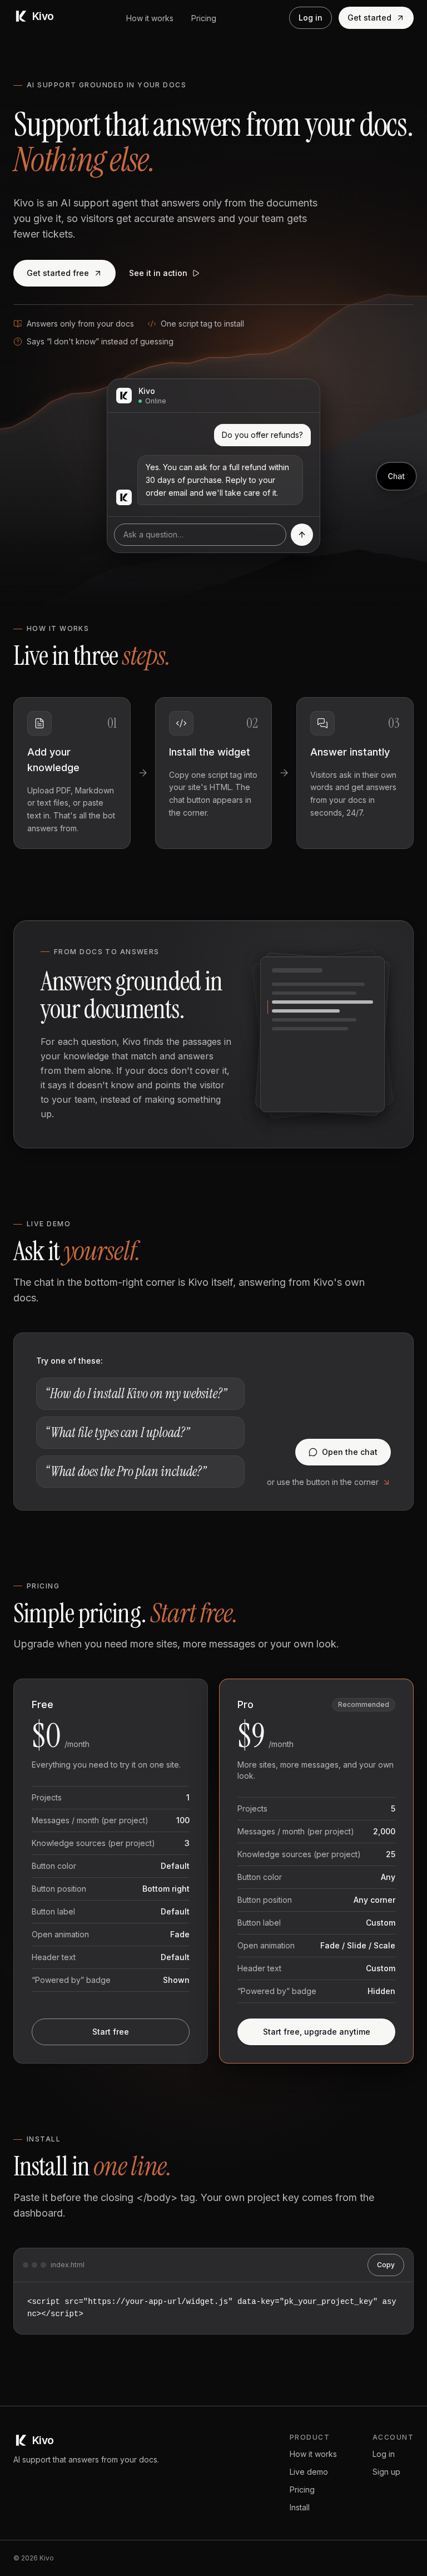 Kivo
How it works
Pricing
Log in
Get started
AI SUPPORT GROUNDED IN YOUR DOCS
Support that answers from your docs.
Nothing else.
Kivo is an AI support agent that answers only from the documents
you give it, so visitors get accurate answers and your team gets
fewer tickets.
Get started free
See it in action
Answers only from your docs
One script tag to install
Says “I don't know” instead of guessing
Kivo
Online
Do you offer refunds?
Yes. You can ask for a full refund within
30 days of purchase. Reply to your
order email and we'll take care of it.
Ask a question…
Chat
HOW IT WORKS
Live in three steps.
01
Add your
knowledge
Upload PDF, Markdown
or text files, or paste
text in. That's all the bot
answers from.
02
Install the widget
Copy one script tag into
your site's HTML. The
chat button appears in
the corner.
03
Answer instantly
Visitors ask in their own
words and get answers
from your docs in
seconds, 24/7.
FROM DOCS TO ANSWERS
Answers grounded in
your documents.
For each question, Kivo finds the passages in
your knowledge that match and answers
from them alone. If your docs don't cover it,
it says it doesn't know and points the visitor
to your team, instead of making something
up.
LIVE DEMO
Ask it yourself.
The chat in the bottom-right corner is Kivo itself, answering from Kivo's own
docs.
Try one of these:
“How do I install Kivo on my website?”
“What file types can I upload?”
“What does the Pro plan include?”
Open the chat
or use the button in the corner
PRICING
Simple pricing. Start free.
Upgrade when you need more sites, more messages or your own look.
Free
$0 /month
Everything you need to try it on one site.
Projects 1
Messages / month (per project) 100
Knowledge sources (per project) 3
Button color Default
Button position Bottom right
Button label Default
Open animation Fade
Header text Default
“Powered by” badge Shown
Start free
Pro
Recommended
$9 /month
More sites, more messages, and your own
look.
Projects 5
Messages / month (per project) 2,000
Knowledge sources (per project) 25
Button color Any
Button position Any corner
Button label Custom
Open animation Fade / Slide / Scale
Header text Custom
“Powered by” badge Hidden
Start free, upgrade anytime
INSTALL
Install in one line.
Paste it before the closing </body> tag. Your own project key comes from the
dashboard.
index.html
Copy
<script src="https://your-app-url/widget.js" data-key="pk_your_project_key" asy
nc></script>
Kivo
AI support that answers from your docs.
PRODUCT
How it works
Live demo
Pricing
Install
ACCOUNT
Log in
Sign up
© 2026 Kivo